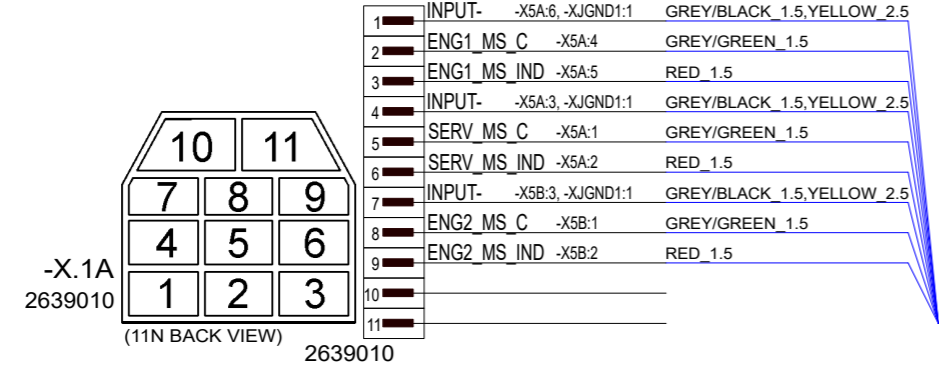 1 INPUT- -X5A:6, -XJGND1:1 GREY/BLACK_1.5,YELLOW_2.5
2 ENG1_MS_C -X5A:4 GREY/GREEN_1.5
3 ENG1_MS_IND -X5A:5 RED_1.5
4 INPUT- -X5A:3, -XJGND1:1 GREY/BLACK_1.5,YELLOW_2.5
5 SERV_MS_C -X5A:1 GREY/GREEN_1.5
6 SERV_MS_IND -X5A:2 RED_1.5
7 INPUT- -X5B:3, -XJGND1:1 GREY/BLACK_1.5,YELLOW_2.5
8 ENG2_MS_C -X5B:1 GREY/GREEN_1.5
9 ENG2_MS_IND -X5B:2 RED_1.5
10
11
10 11
7 8 9
4 5 6
1 2 3
-X.1A
2639010
(11N BACK VIEW)
2639010